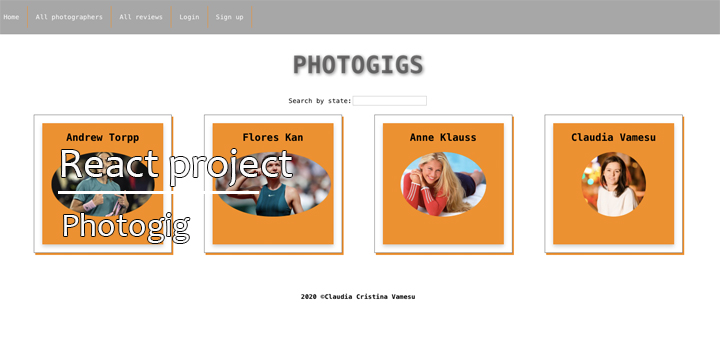 Home All photographers All reviews Login Sign up
PHOTOGIGS
Search by state:
Andrew Torpp Flores Kan Anne Klauss Claudia Vamesu
React project
Photogig
2020 ©Claudia Cristina Vamesu